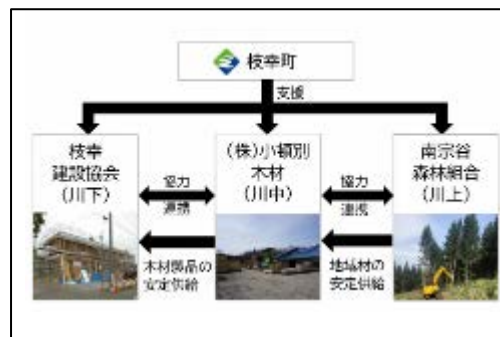 枝幸町
支援
枝幸
建設協会
(川下)
協力
連携
(株)小頓別
木材
(川中)
協力
連携
南宗谷
森林組合
(川上)
木材製品の
安定供給
地域材の
安定供給